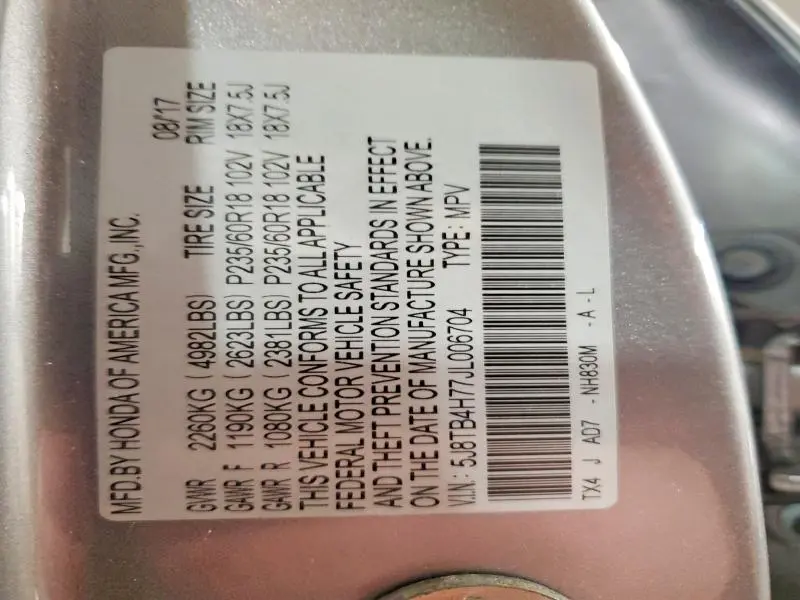 MFD.BY HONDA OF AMERICA MFG.,INC. 08/17
GVWR 2260KG ( 4982LBS) TIRE SIZE RIM SIZE
GAWR F 1190KG ( 2623LBS) P235/60R18 102V 18X7.5J
GAWR R 1080KG ( 2381LBS) P235/60R18 102V 18X7.5J
THIS VEHICLE CONFORMS TO ALL APPLICABLE
FEDERAL MOTOR VEHICLE SAFETY
AND THEFT PREVENTION STANDARDS IN EFFECT
ON THE DATE OF MANUFACTURE SHOWN ABOVE.
V.I.N.: 5J8TB4H77JL006704 TYPE: MPV
TX4 J AD7 - NH830M - A - L